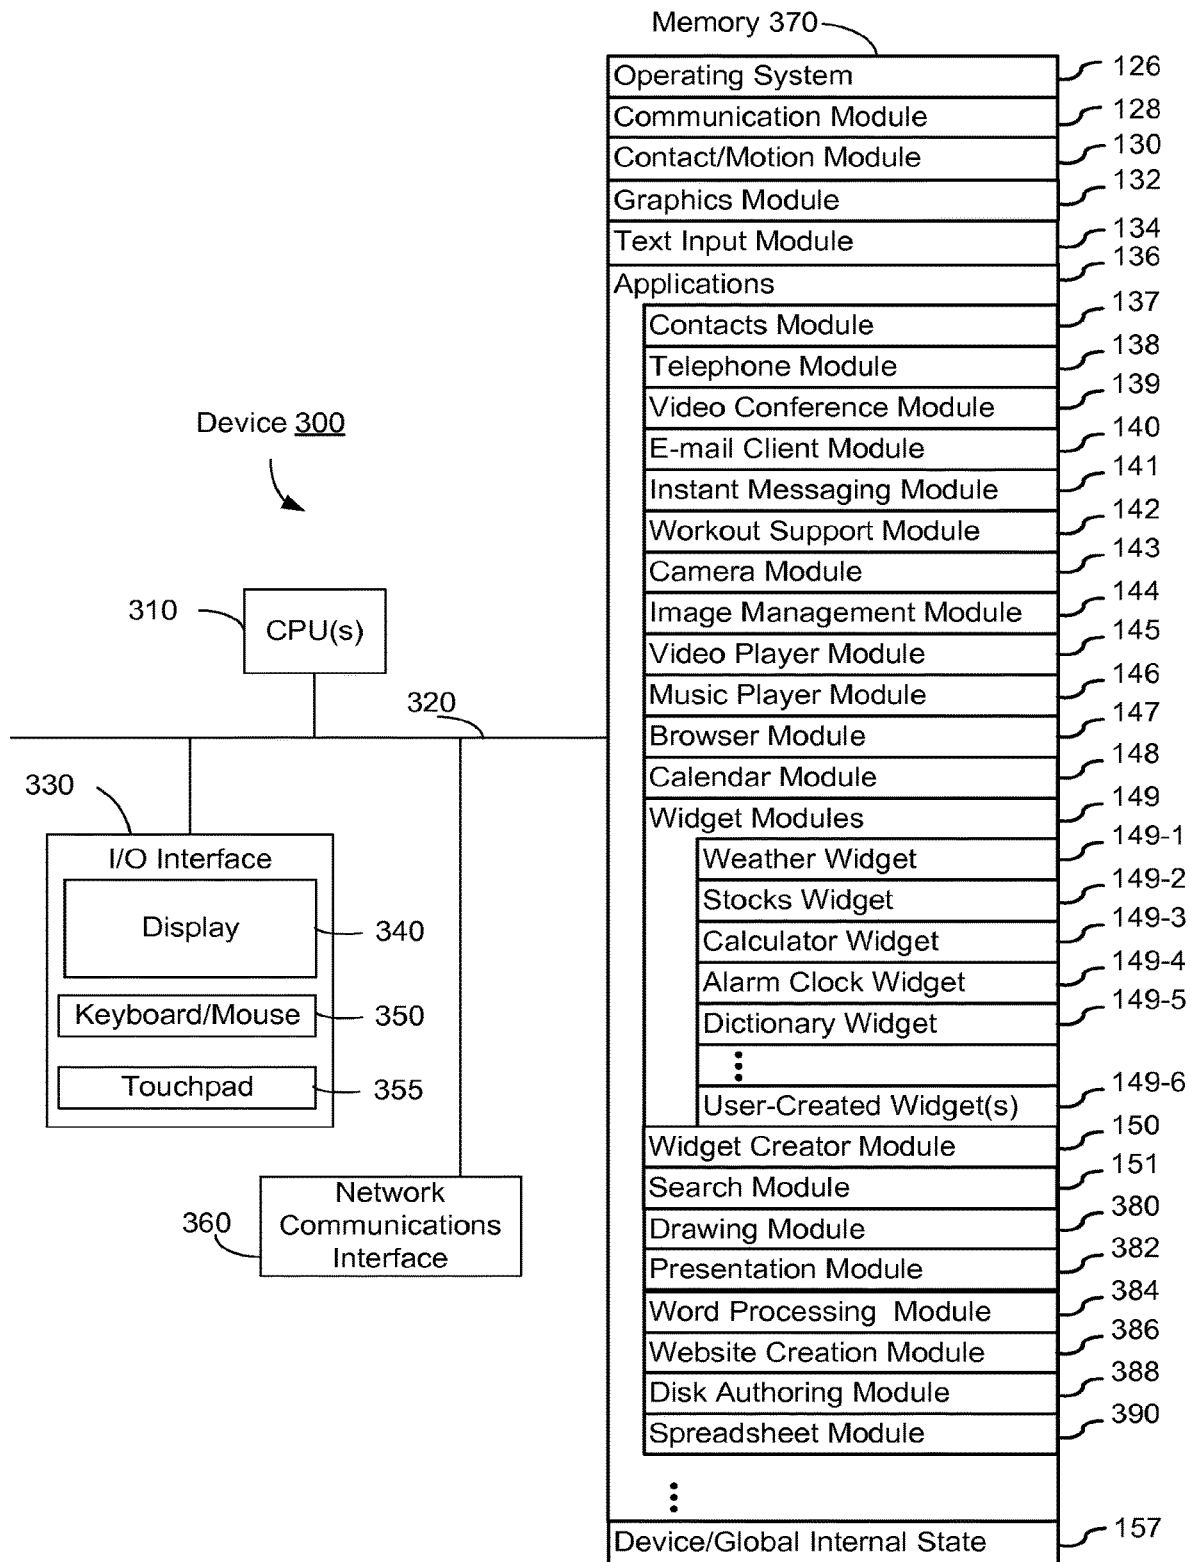 Memory 370
Operating System 126
Communication Module 128
Contact/Motion Module 130
Graphics Module 132
Text Input Module 134
Applications 136
Contacts Module 137
Telephone Module 138
Video Conference Module 139
E-mail Client Module 140
Instant Messaging Module 141
Workout Support Module 142
Camera Module 143
Image Management Module 144
Video Player Module 145
Music Player Module 146
Browser Module 147
Calendar Module 148
Widget Modules 149
Weather Widget 149-1
Stocks Widget 149-2
Calculator Widget 149-3
Alarm Clock Widget 149-4
Dictionary Widget 149-5
User-Created Widget(s) 149-6
Widget Creator Module 150
Search Module 151
Drawing Module 380
Presentation Module 382
Word Processing Module 384
Website Creation Module 386
Disk Authoring Module 388
Spreadsheet Module 390
Device/Global Internal State 157
Device 300
310
CPU(s)
320
330
I/O Interface
Display 340
Keyboard/Mouse 350
Touchpad 355
360
Network
Communications
Interface